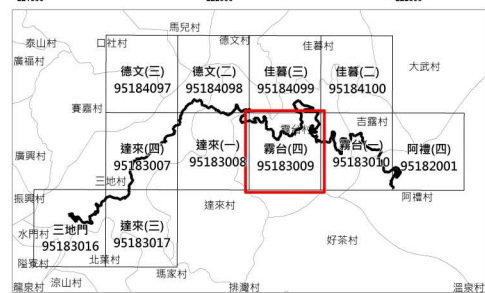 馬兒村
泰山村
口社村
德文村
佳暮村
廣福村
大武村
德文(三)
95184097
德文(二)
95184098
佳暮(三)
95184099
佳暮(二)
95184100
賽嘉村
吉露村
達來(四)
95183007
達來(一)
95183008
霧台(四)
95183009
95183010
阿禮(四)
95182001
廣興村
三地村
振興村
阿禮村
達來村
水門村
三地門
95183016
達來(三)
95183017
好茶村
隘寮村
北葉村
瑪家村
龍泉村
涼山村
排灣村
溫泉村